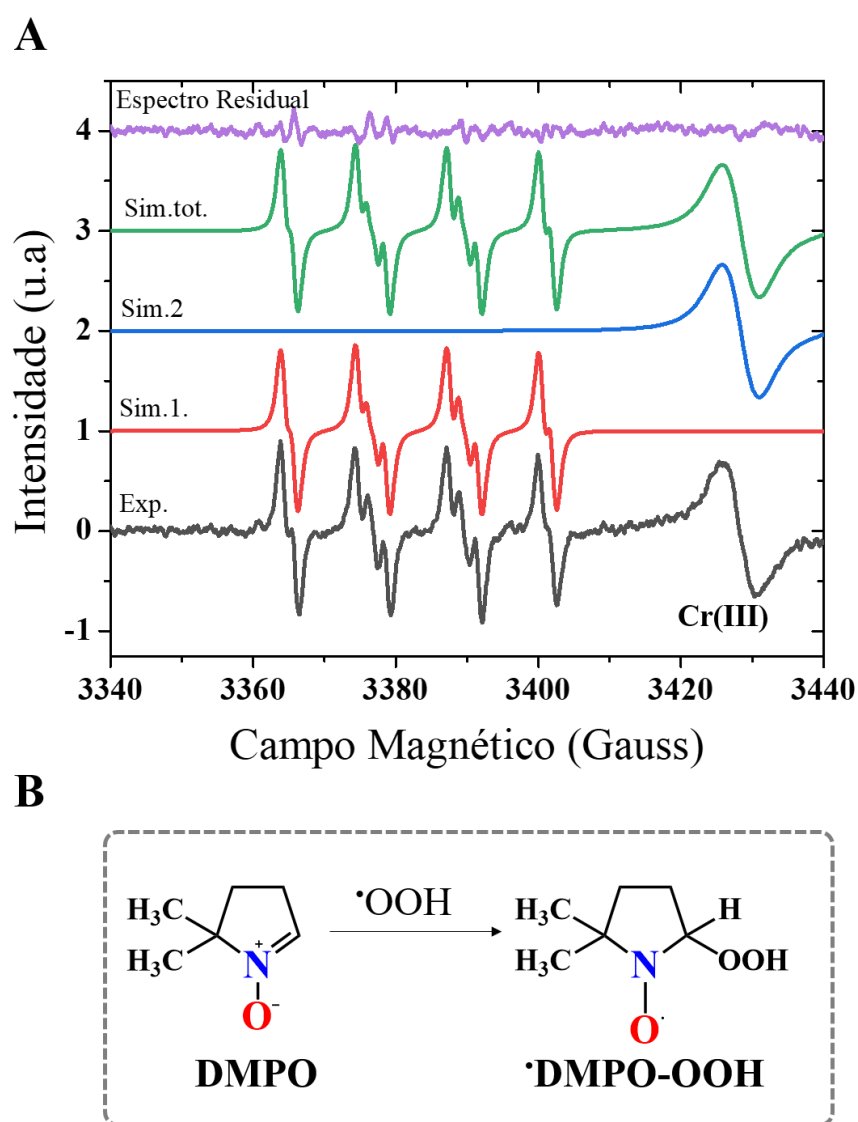 A
Espectro Residual
Sim.tot.
Sim.2
Sim.1.
Exp.
Cr(III)
4
3
2
1
0
-1
Intensidade (u.a)
3340 3360 3380 3400 3420 3440
Campo Magnético (Gauss)
B
H₃C
H₃C
N
+
O
−
DMPO
•OOH
H₃C
H₃C
H
OOH
N
O·
•DMPO-OOH